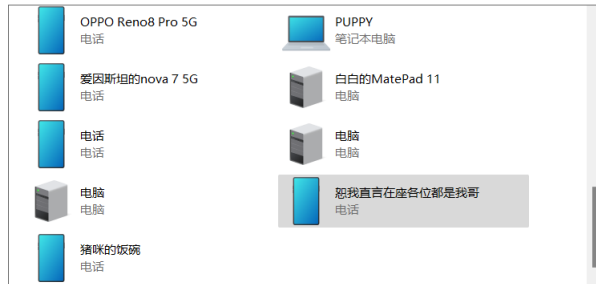 OPPO Reno8 Pro 5G
电话
PUPPY
笔记本电脑
爱因斯坦的nova 7 5G
电话
白白的MatePad 11
电脑
电话
电话
电脑
电脑
电脑
电脑
恕我直言在座各位都是我哥
电话
猪咪的饭碗
电话